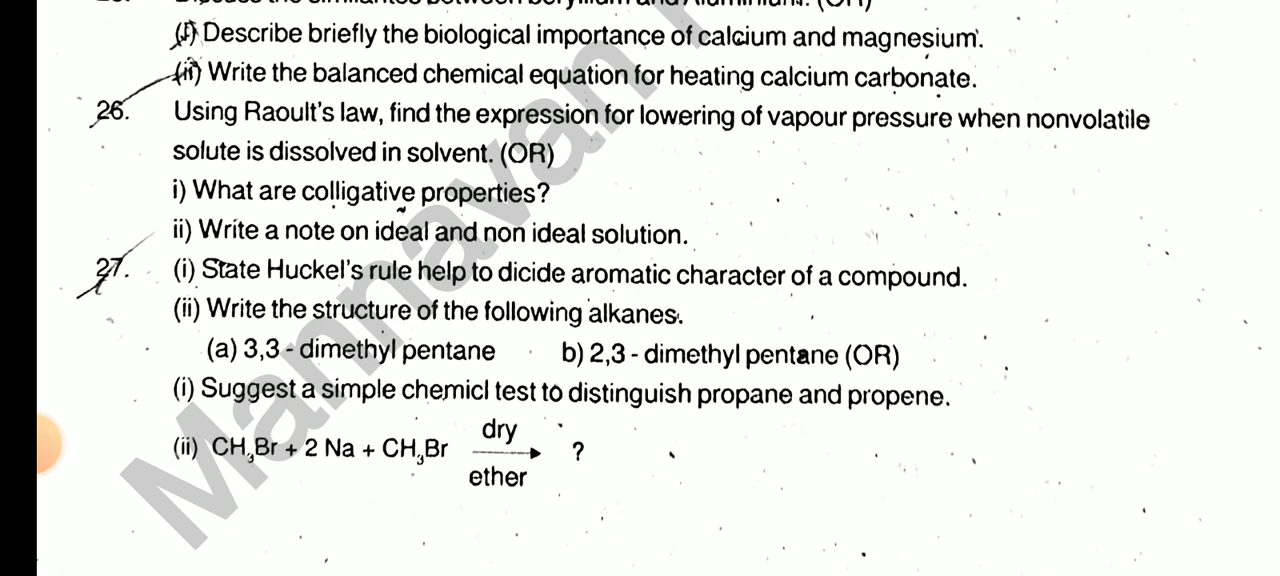 (i) Describe briefly the biological importance of calcium and magnesium.
(ii) Write the balanced chemical equation for heating calcium carbonate.
26. Using Raoult's law, find the expression for lowering of vapour pressure when nonvolatile
solute is dissolved in solvent. (OR)
i) What are colligative properties?
ii) Write a note on ideal and non ideal solution.
27. (i) State Huckel's rule help to dicide aromatic character of a compound.
(ii) Write the structure of the following alkanes.
(a) 3,3 - dimethyl pentane b) 2,3 - dimethyl pentane (OR)
(i) Suggest a simple chemicl test to distinguish propane and propene.
(ii) CH₃Br + 2 Na + CH₃Br dry ether ?
Mannavan